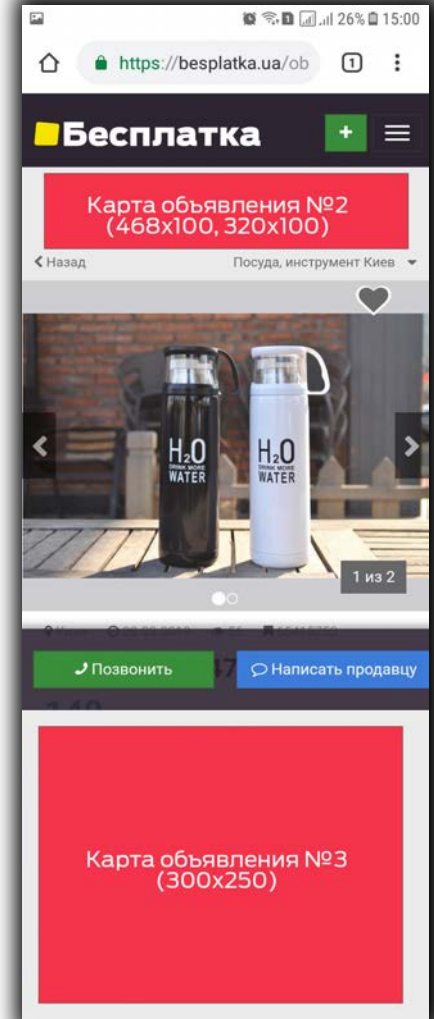 26% 15:00
https://besplatka.ua/ob 1
Бесплатка +
Карта объявления №2
(468x100, 320x100)
Назад Посуда, инструмент Киев
H₂O H₂O
DRINK MORE DRINK MORE
WATER WATER
1 из 2
Позвонить Написать продавцу
Карта объявления №3
(300x250)